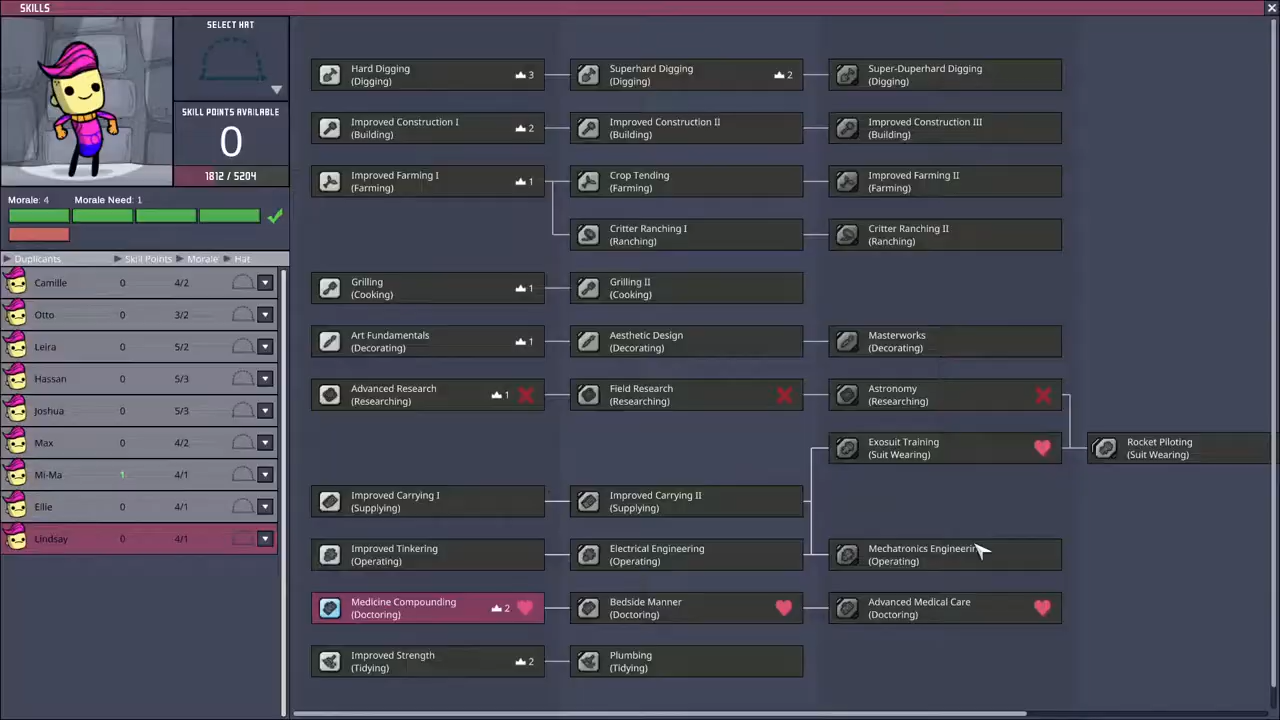 SKILLS
SELECT HAT
SKILL POINTS AVAILABLE
0
1812 / 5204
Morale: 4 Morale Need: 1
Duplicants Skill Points Morale Hat
Camille 0 4/2
Otto 0 3/2
Leira 0 5/2
Hassan 0 5/3
Joshua 0 5/3
Max 0 4/2
Mi-Ma 1 4/1
Ellie 0 4/1
Lindsay 0 4/1
Hard Digging
(Digging)
3
Superhard Digging
(Digging)
2
Super-Duperhard Digging
(Digging)
Improved Construction I
(Building)
2
Improved Construction II
(Building)
Improved Construction III
(Building)
Improved Farming I
(Farming)
1
Crop Tending
(Farming)
Improved Farming II
(Farming)
Critter Ranching I
(Ranching)
Critter Ranching II
(Ranching)
Grilling
(Cooking)
1
Grilling II
(Cooking)
Art Fundamentals
(Decorating)
1
Aesthetic Design
(Decorating)
Masterworks
(Decorating)
Advanced Research
(Researching)
1
Field Research
(Researching)
Astronomy
(Researching)
Exosuit Training
(Suit Wearing)
Rocket Piloting
(Suit Wearing)
Improved Carrying I
(Supplying)
Improved Carrying II
(Supplying)
Improved Tinkering
(Operating)
Electrical Engineering
(Operating)
Mechatronics Engineering
(Operating)
Medicine Compounding
(Doctoring)
2
Bedside Manner
(Doctoring)
Advanced Medical Care
(Doctoring)
Improved Strength
(Tidying)
2
Plumbing
(Tidying)